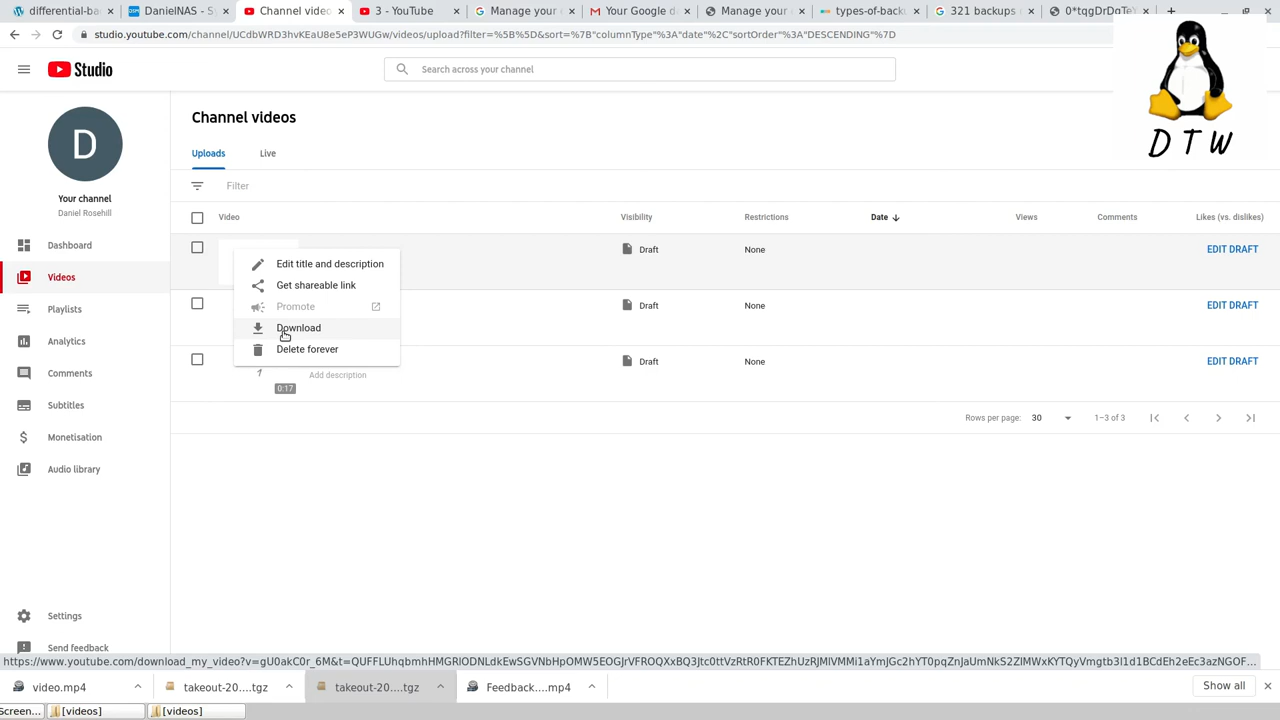 differential-ba
DanielNAS - S
Channel video
3 - YouTube
Manage your
Your Google d
Manage your
types-of-back
321 backups
0*tqgDrDgTeY
studio.youtube.com/channel/UCdbWRD3hvKEaU8e5eP3WUGw/videos/upload?filter=%5B%5D&sort=%7B"columnType"%3A"date"%2C"sortOrder"%3A"DESCENDING"%7D
Studio
Search across your channel
DTW
D
Your channel
Daniel Rosehill
Dashboard
Videos
Playlists
Analytics
Comments
Subtitles
Monetisation
Audio library
Settings
Send feedback
Channel videos
Uploads Live
Filter
Video Visibility Restrictions Date Views Comments Likes (vs. dislikes)
Draft None EDIT DRAFT
Edit title and description
Get shareable link
Promote
Download
Delete forever
Draft None EDIT DRAFT
Draft None EDIT DRAFT
Add description
0:17
Rows per page: 30 1–3 of 3
video.mp4 takeout-20....tgz takeout-20....tgz Feedback....mp4 Show all
Screen... [videos] [videos]